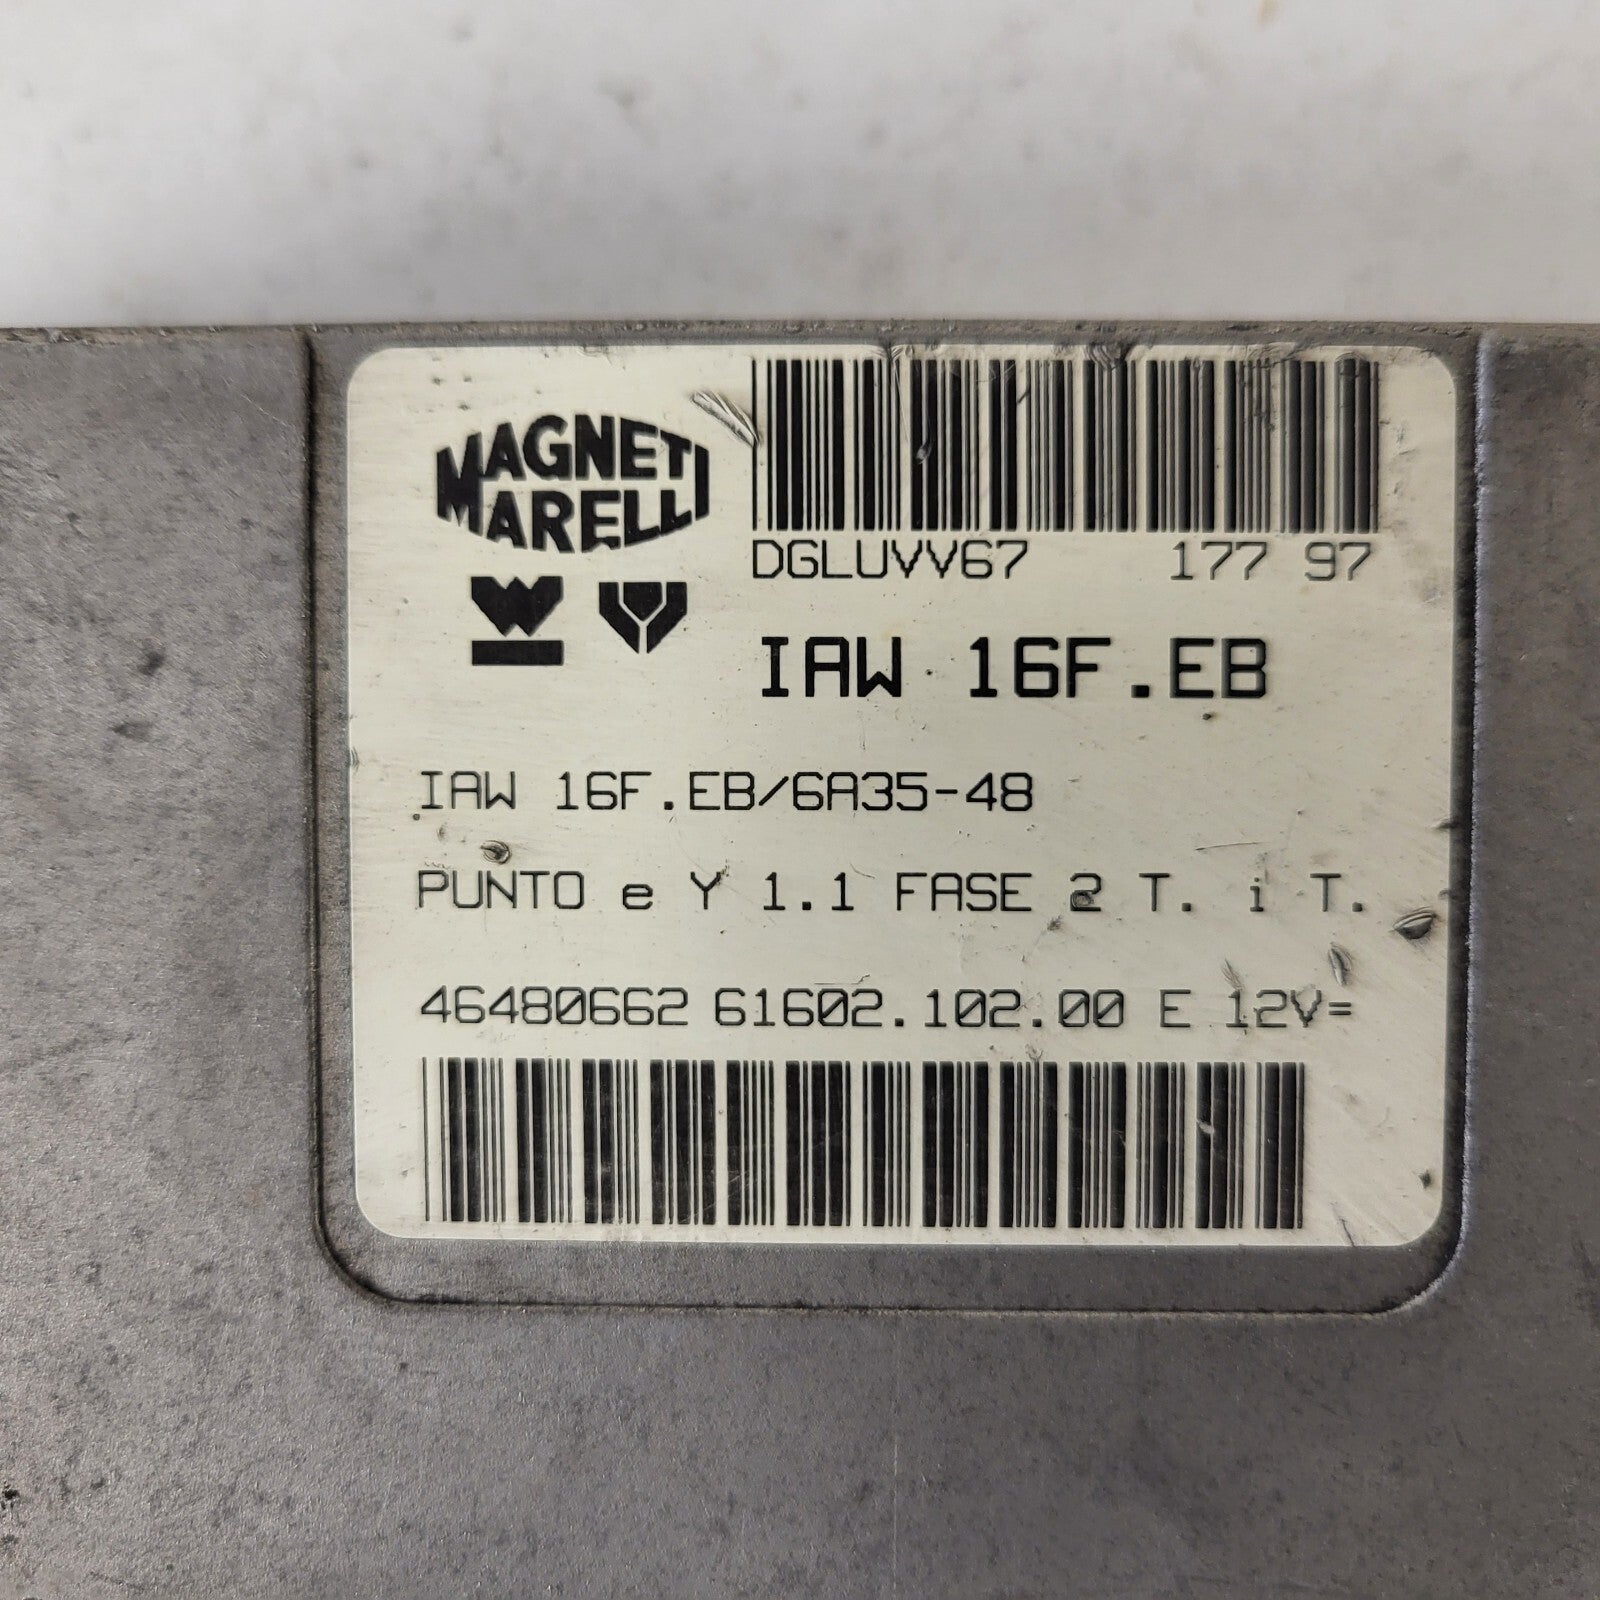 MAGNETI
MARELLI
DGLUVV67 177 97
IAW 16F.EB
IAW 16F.EB/6A35-48
PUNTO e Y 1.1 FASE 2 T. i T.
46480662 61602.102.00 E 12V=